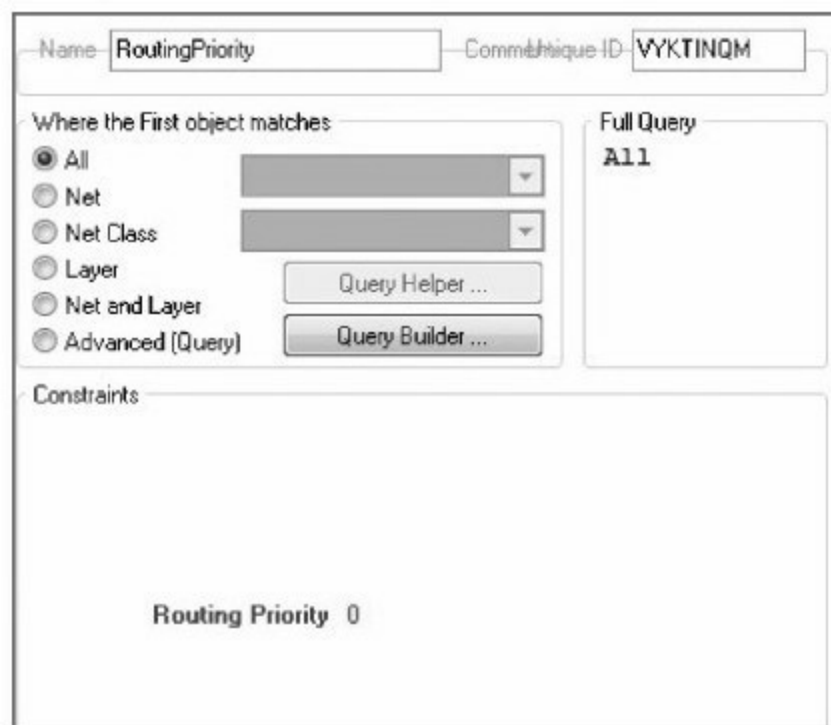 Name RoutingPriority Comment Unique ID VYKTINQM
Where the First object matches
All
Net
Net Class
Layer
Net and Layer
Advanced (Query)
Query Helper ...
Query Builder ...
Full Query
All
Constraints
Routing Priority 0